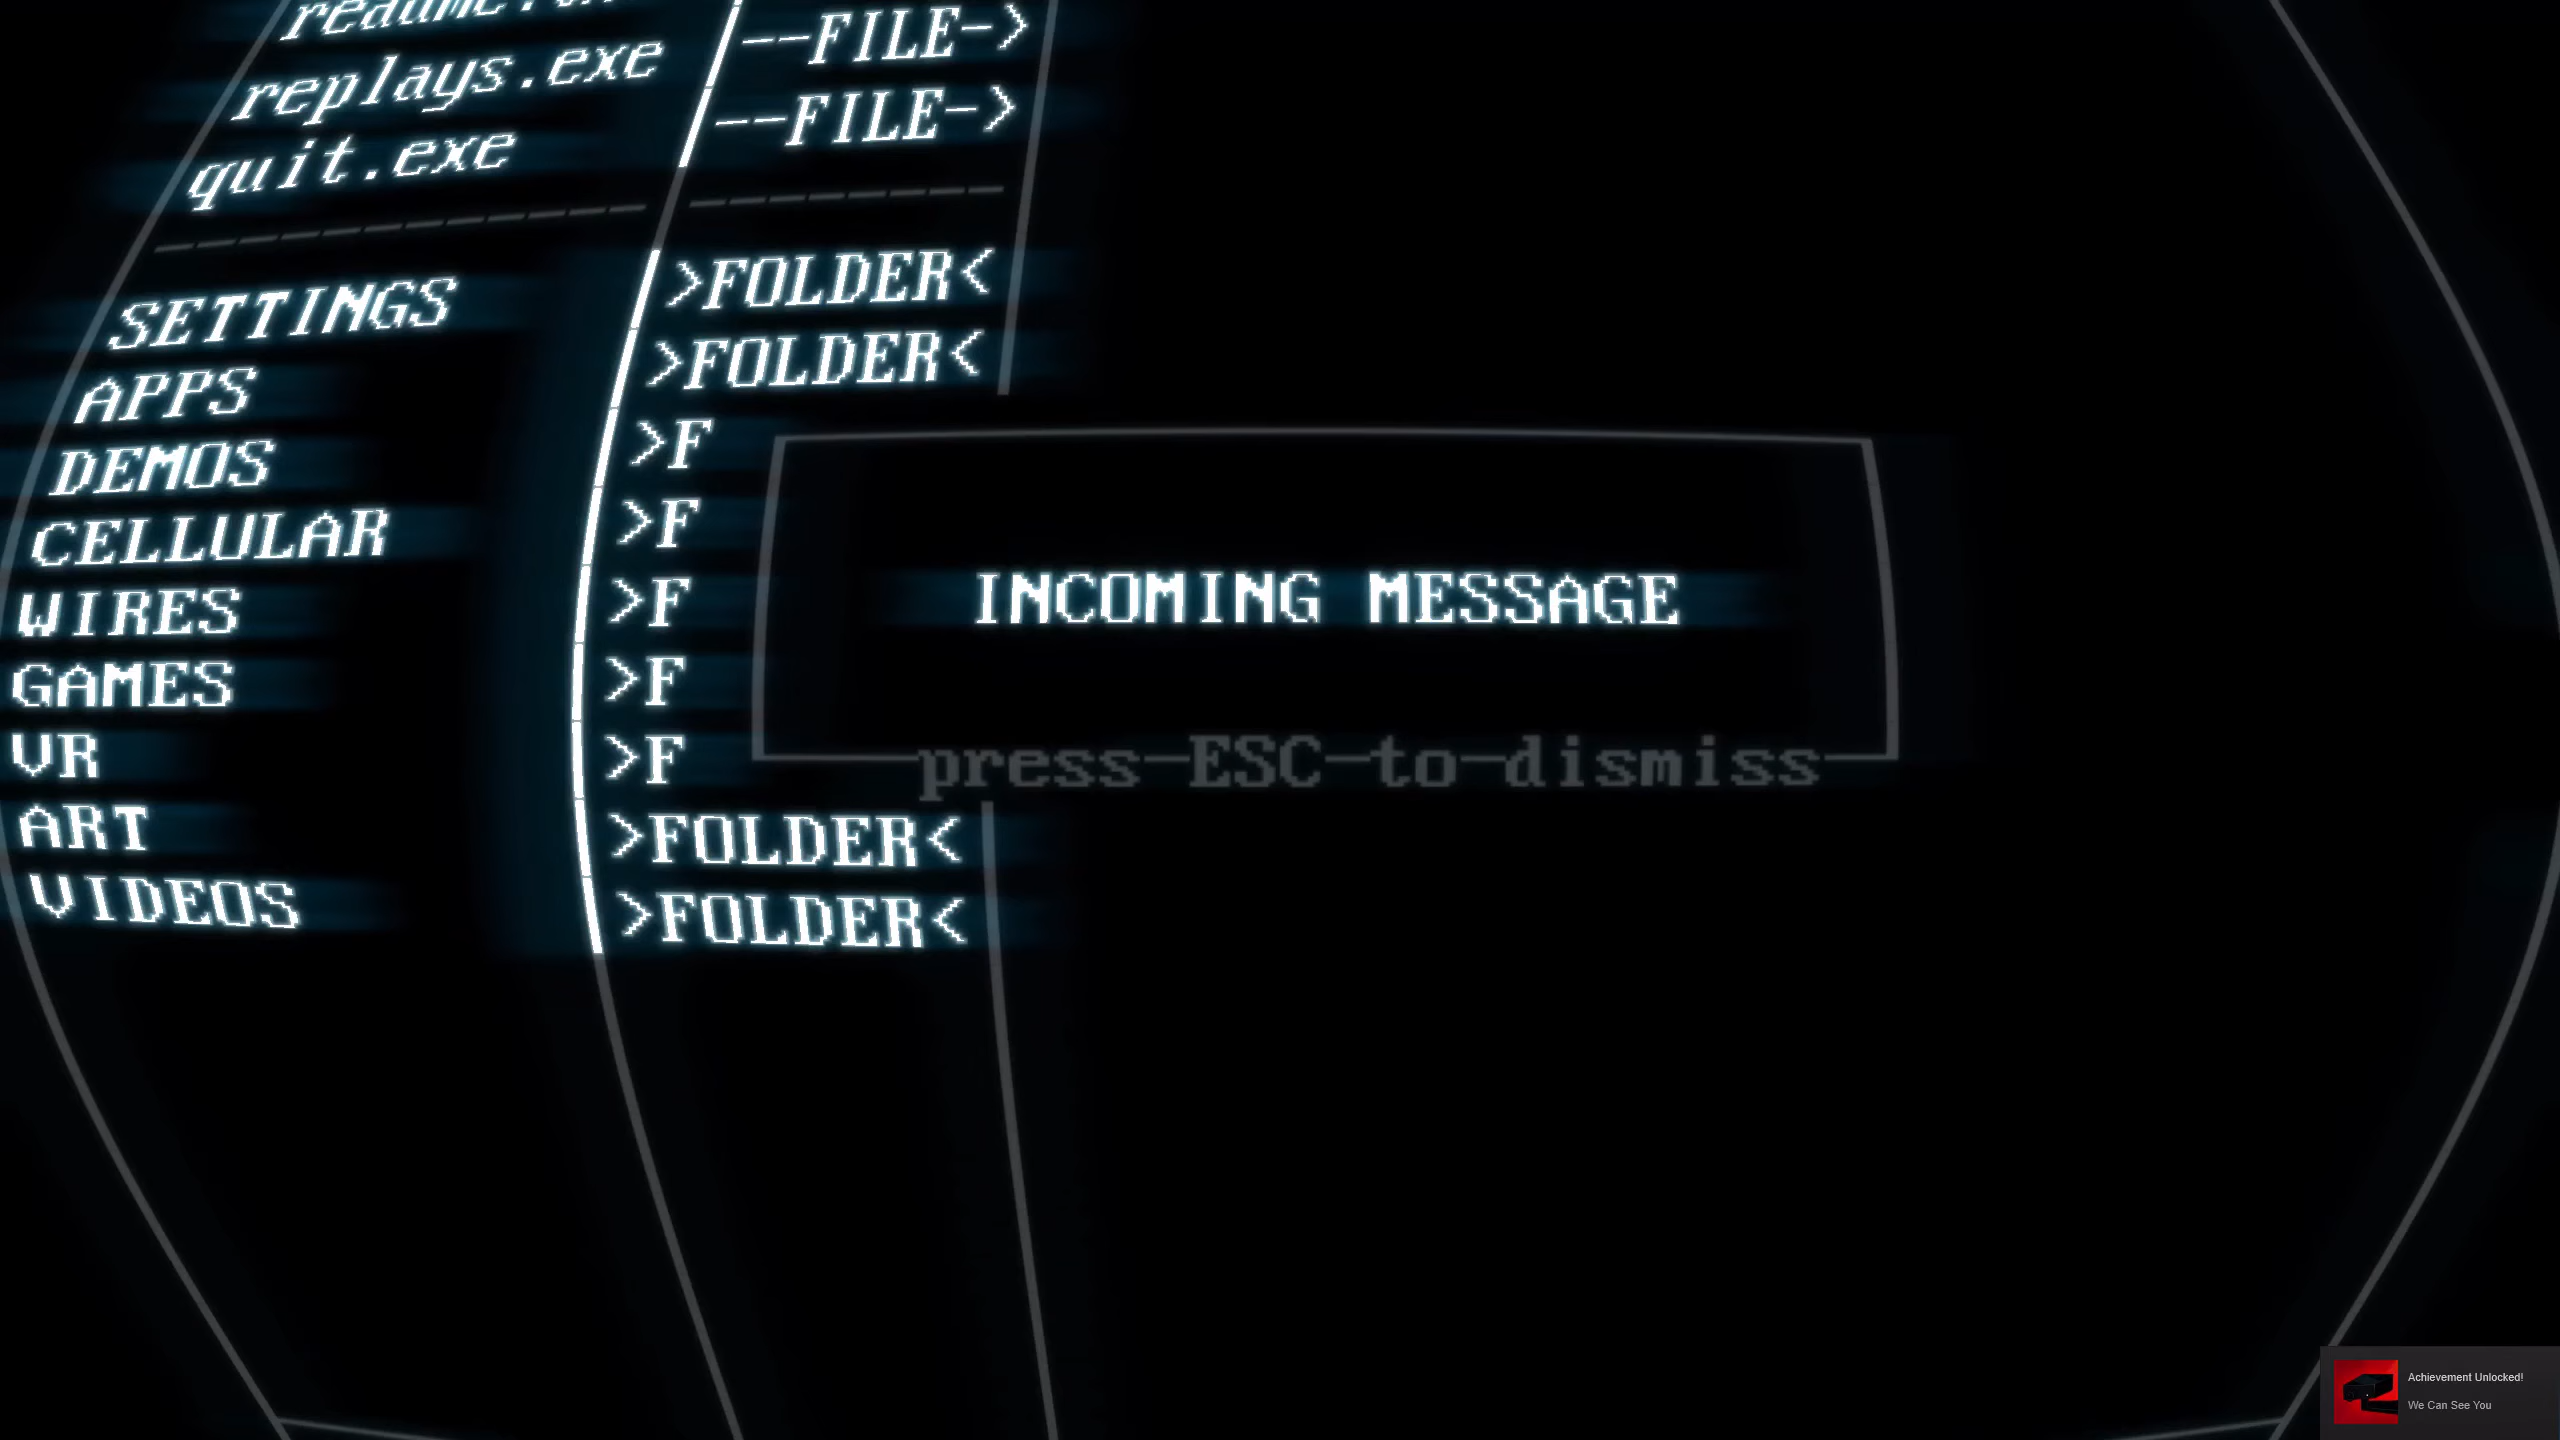 replays.exe --FILE->
quit.exe --FILE->
SETTINGS >FOLDER<
APPS >FOLDER<
DEMOS >F
CELLULAR >F
WIRES >F
GAMES >F
VR >F
ART >FOLDER<
VIDEOS >FOLDER<
INCOMING MESSAGE
press-ESC-to-dismiss
Achievement Unlocked!
We Can See You